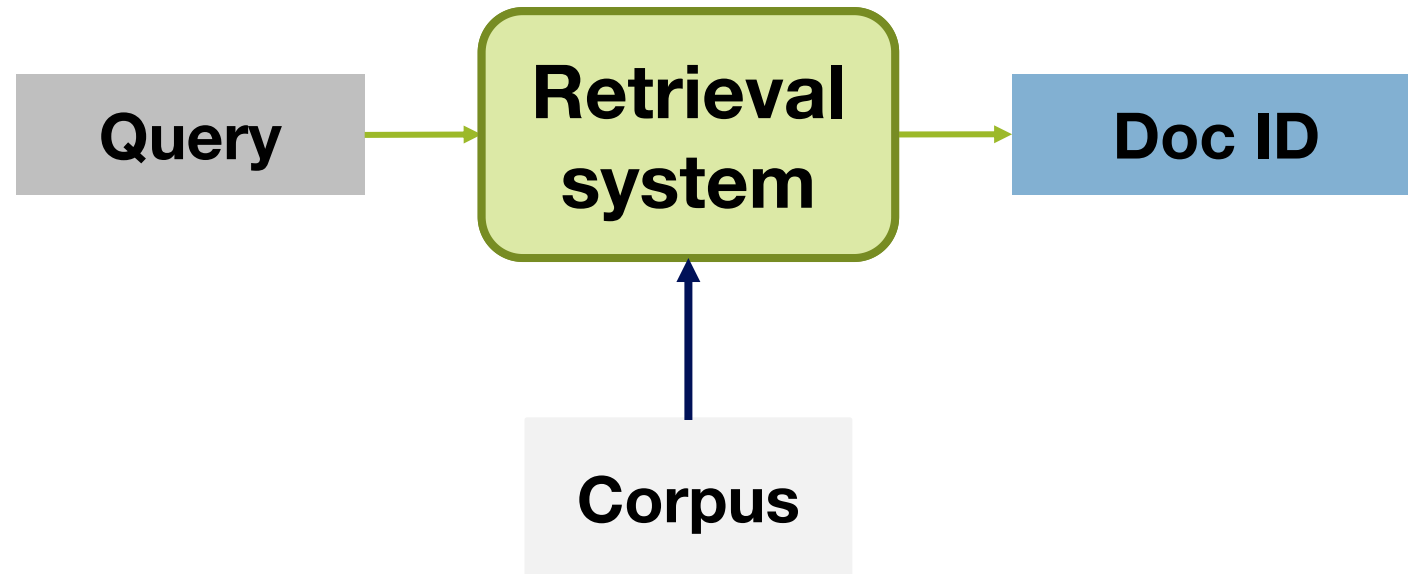 Query
Retrieval
system
Doc ID
Corpus